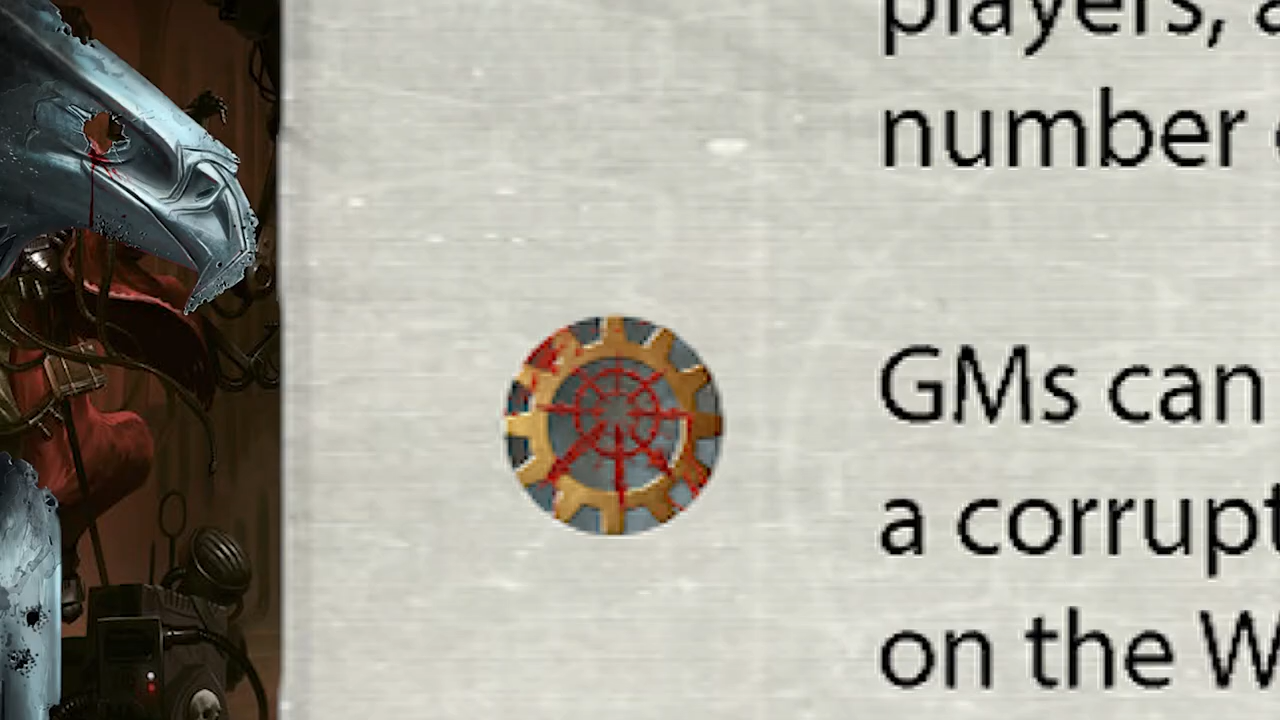 players, a
number
GMs can
a corrupt
on the W